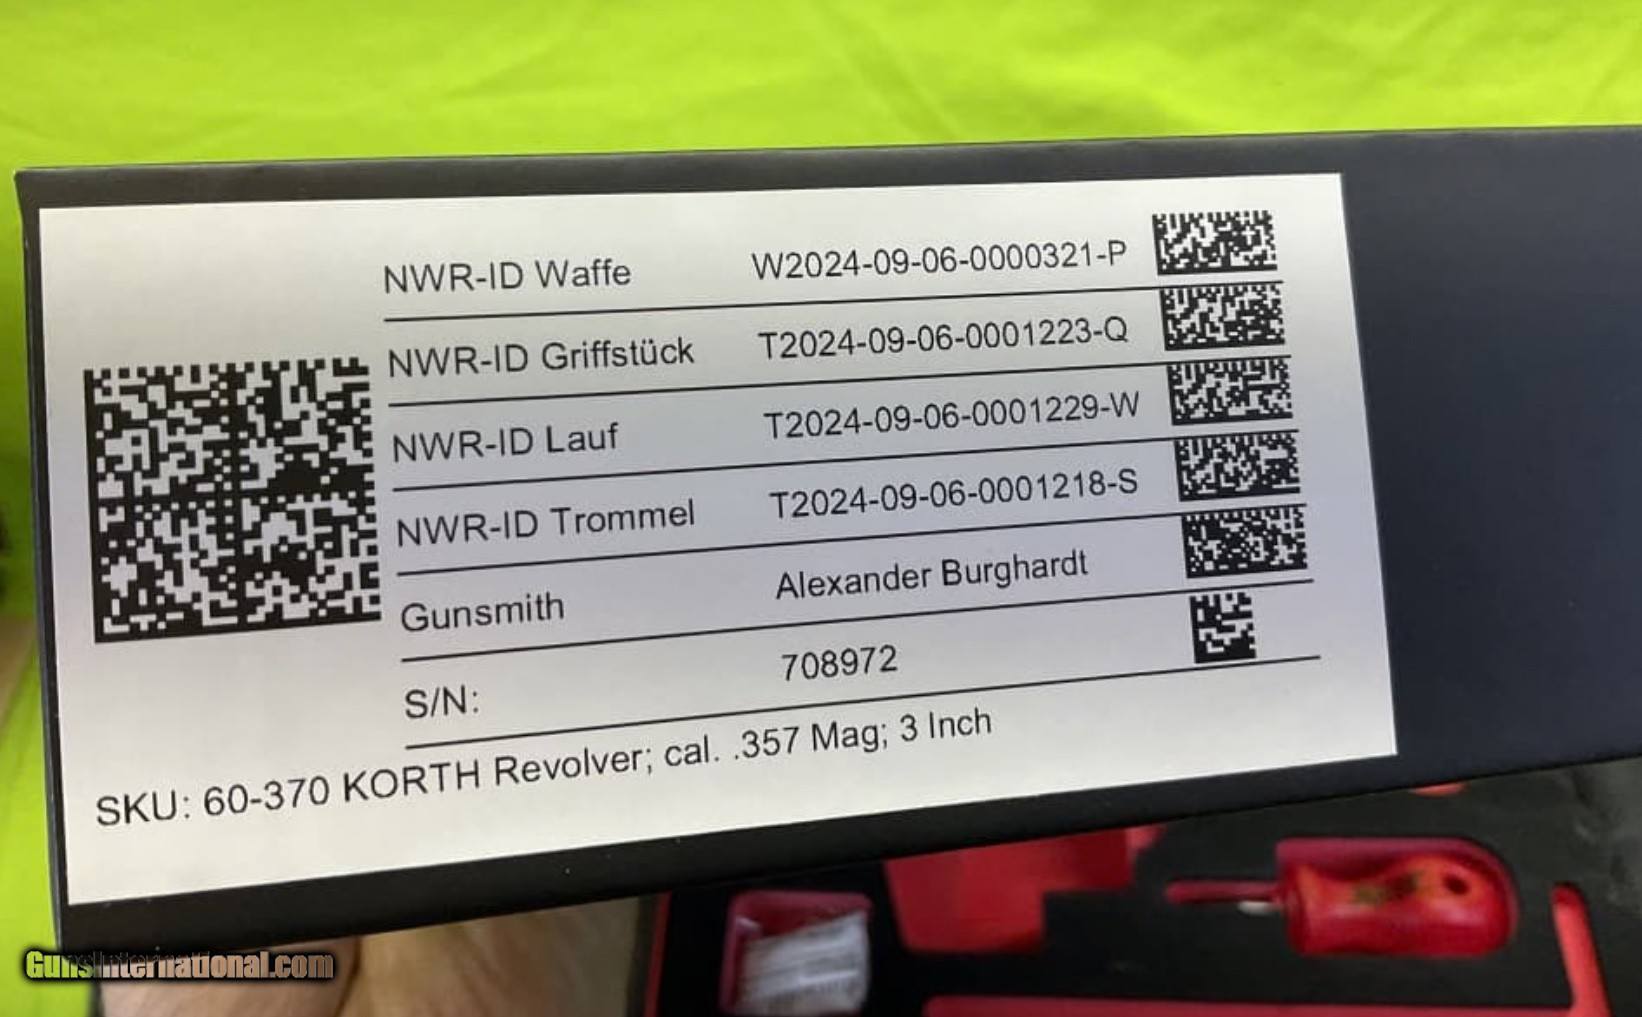 NWR-ID Waffe W2024-09-06-0000321-P
NWR-ID Griffstück T2024-09-06-0001223-Q
NWR-ID Lauf T2024-09-06-0001229-W
NWR-ID Trommel T2024-09-06-0001218-S
Gunsmith Alexander Burghardt
S/N: 708972
SKU: 60-370 KORTH Revolver; cal. .357 Mag; 3 Inch
GunsInternational.com